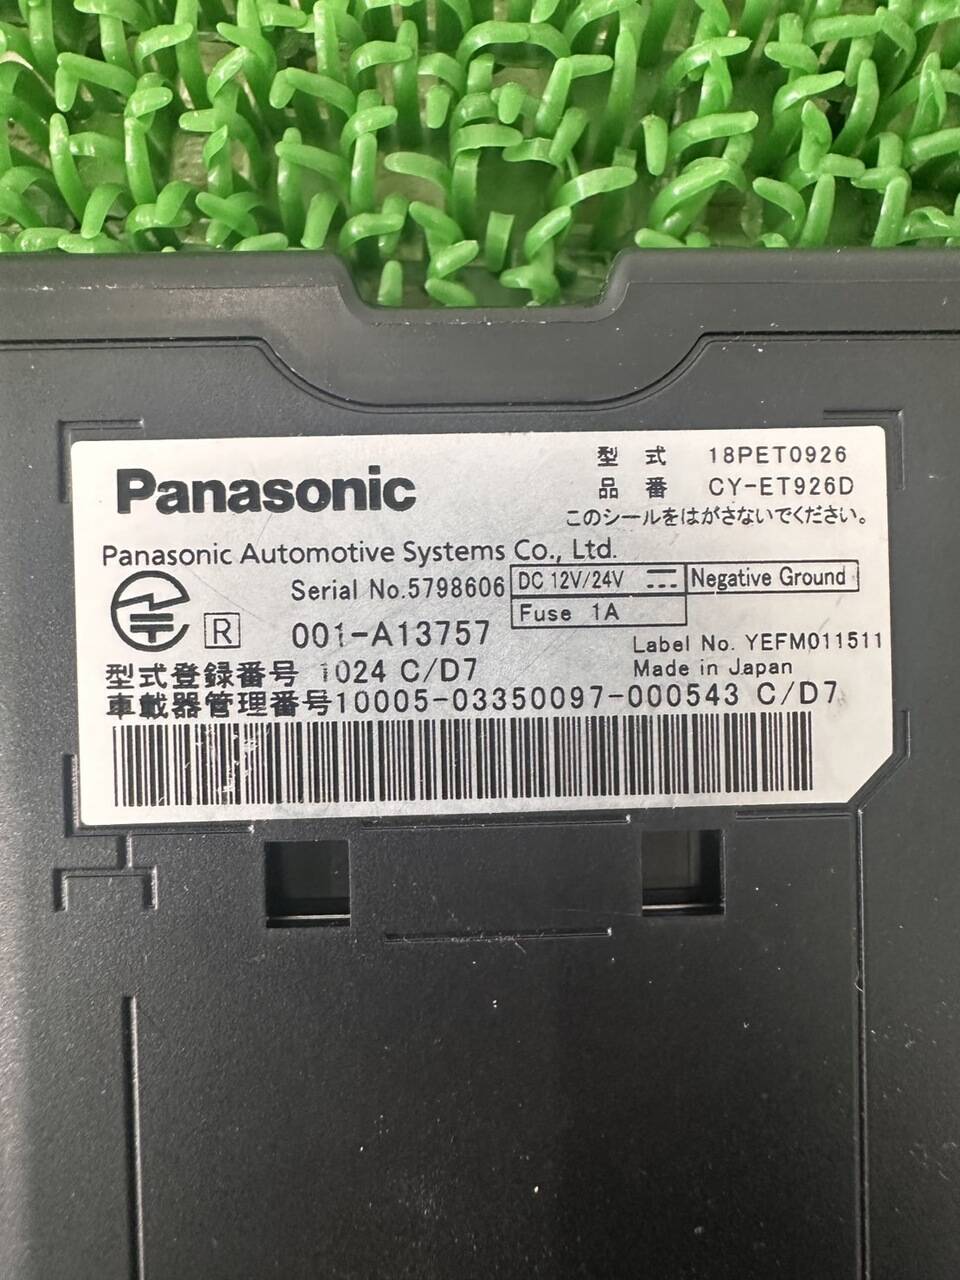 Panasonic
型式 18PET0926
品番 CY-ET926D
このシールをはがさないでください。
Panasonic Automotive Systems Co., Ltd.
Serial No.5798606
DC 12V/24V
Negative Ground
Fuse 1A
R 001-A13757
Label No. YEFM011511
Made in Japan
型式登録番号 1024 C/D7
車載器管理番号10005-03350097-000543 C/D7